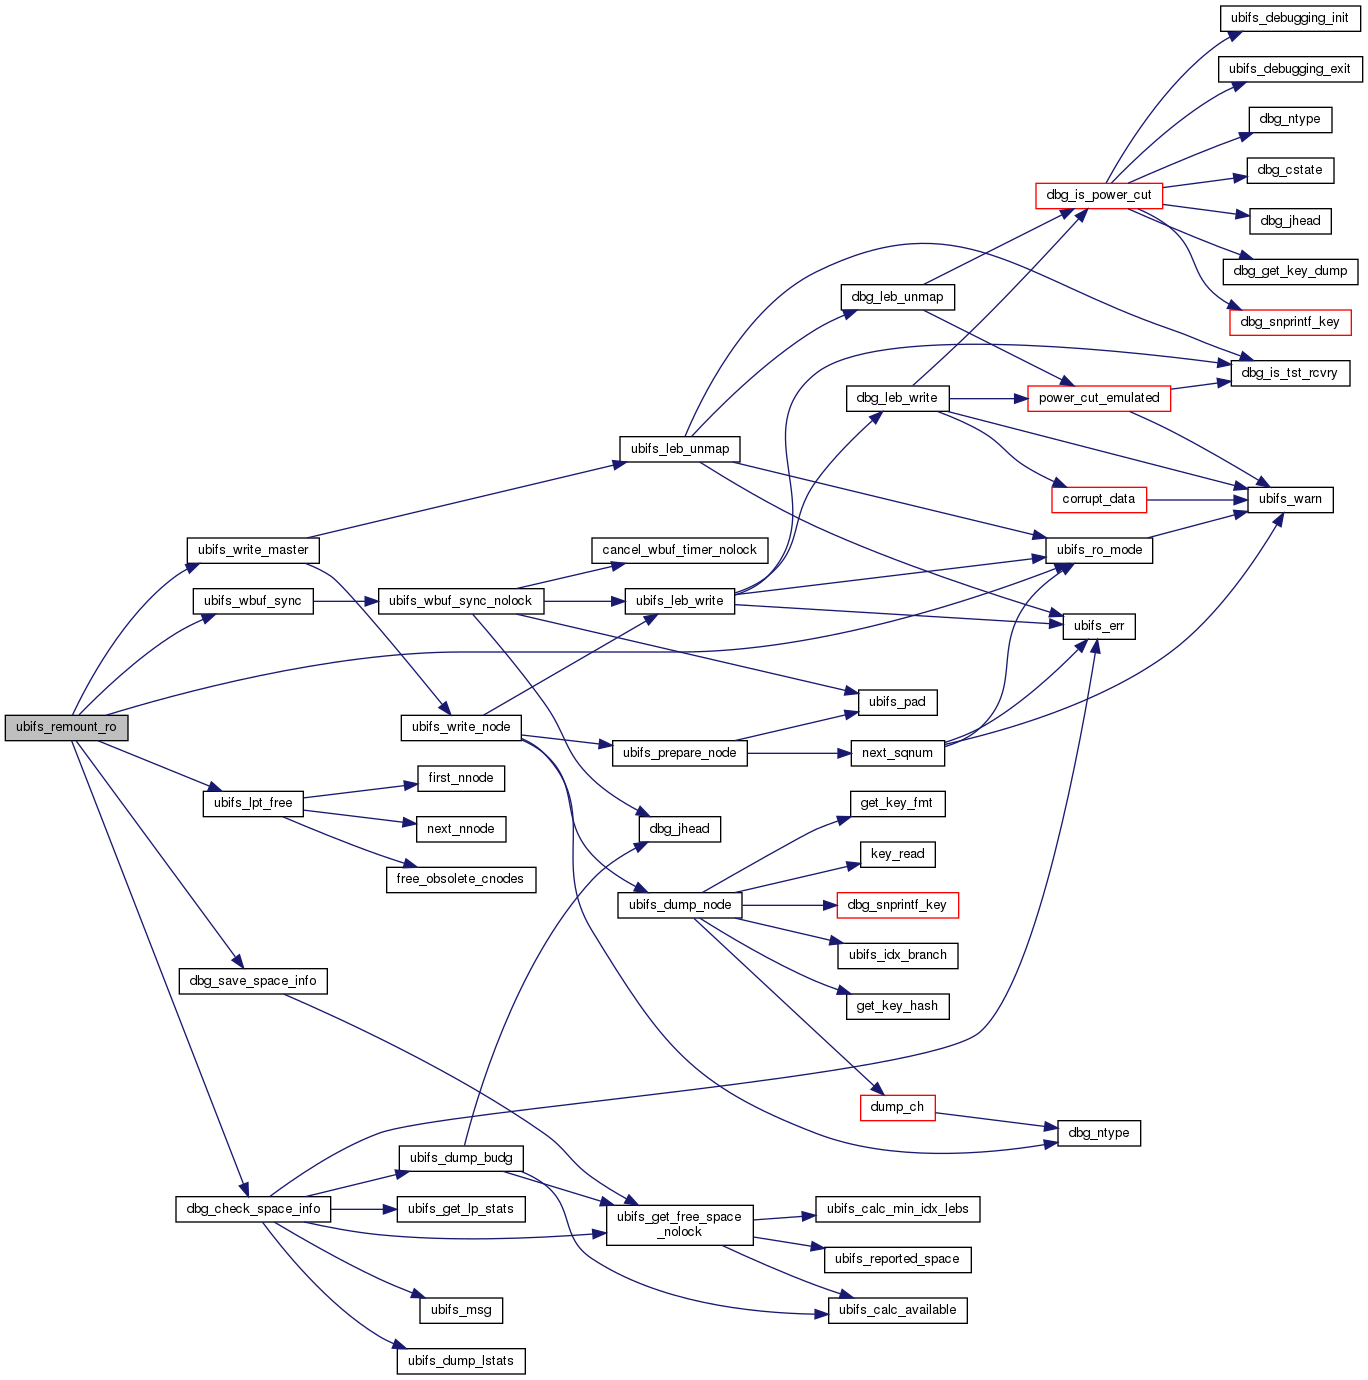 ubifs_debugging_init
ubifs_debugging_exit
dbg_ntype
dbg_cstate
dbg_is_power_cut
dbg_jhead
dbg_get_key_dump
dbg_leb_unmap
dbg_snprintf_key
dbg_is_tst_rcvry
dbg_leb_write
power_cut_emulated
ubifs_leb_unmap
corrupt_data
ubifs_warn
ubifs_write_master
cancel_wbuf_timer_nolock
ubifs_ro_mode
ubifs_wbuf_sync
ubifs_wbuf_sync_nolock
ubifs_leb_write
ubifs_err
ubifs_pad
ubifs_remount_ro
ubifs_write_node
ubifs_prepare_node
next_sqnum
first_nnode
ubifs_lpt_free
get_key_fmt
next_nnode
dbg_jhead
key_read
free_obsolete_cnodes
ubifs_dump_node
dbg_snprintf_key
ubifs_idx_branch
dbg_save_space_info
get_key_hash
dump_ch
dbg_ntype
ubifs_dump_budg
dbg_check_space_info
ubifs_get_lp_stats
ubifs_get_free_space
_nolock
ubifs_calc_min_idx_lebs
ubifs_reported_space
ubifs_msg
ubifs_calc_available
ubifs_dump_lstats